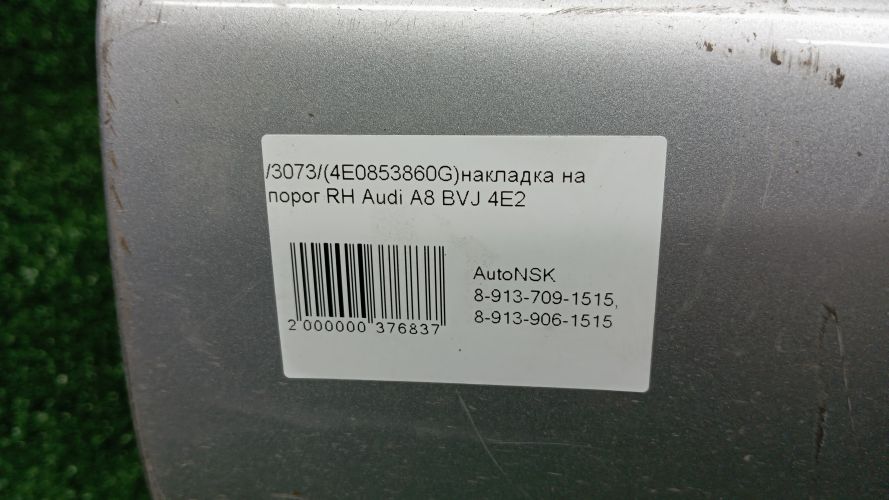 /3073/(4E0853860G)накладка на
порог RH Audi A8 BVJ 4E2
AutoNSK
8-913-709-1515,
8-913-906-1515
2 000000 376837